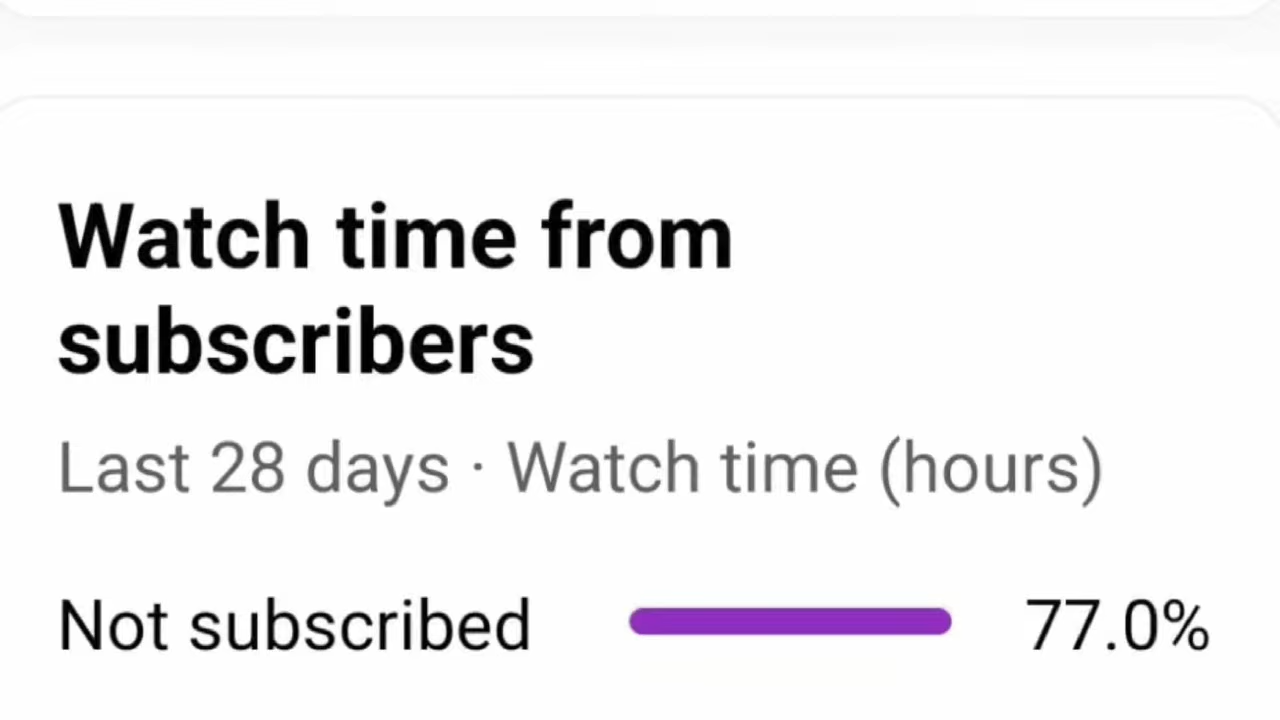 Watch time from
subscribers
Last 28 days · Watch time (hours)
Not subscribed 77.0%